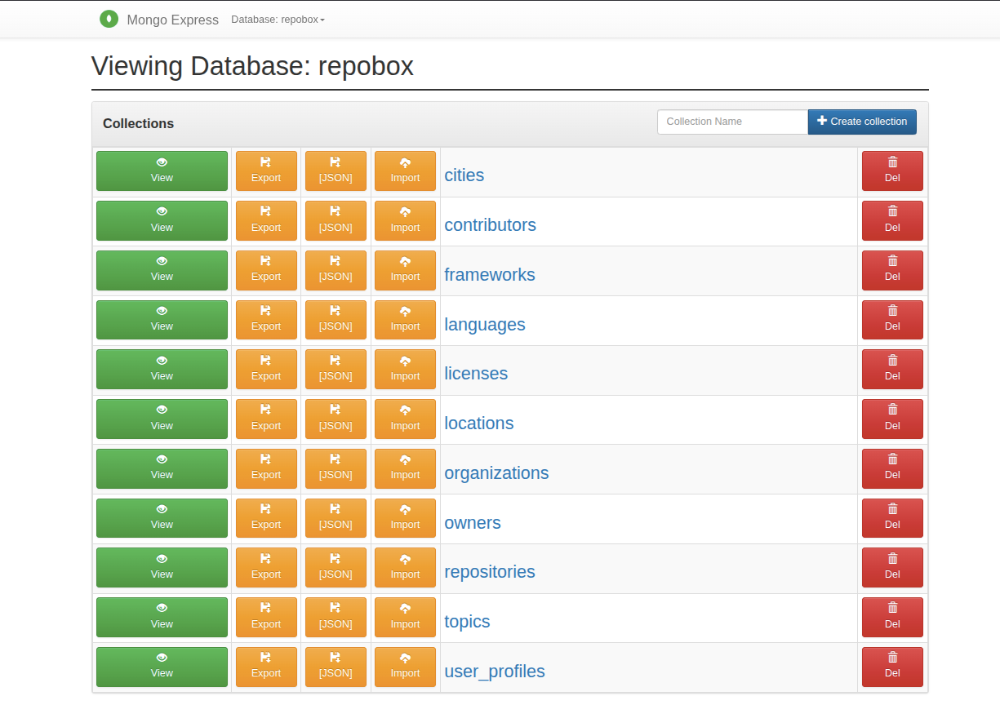 Mongo Express Database: repobox
Viewing Database: repobox
Collections Collection Name Create collection
View Export [JSON] Import cities Del
View Export [JSON] Import contributors Del
View Export [JSON] Import frameworks Del
View Export [JSON] Import languages Del
View Export [JSON] Import licenses Del
View Export [JSON] Import locations Del
View Export [JSON] Import organizations Del
View Export [JSON] Import owners Del
View Export [JSON] Import repositories Del
View Export [JSON] Import topics Del
View Export [JSON] Import user_profiles Del